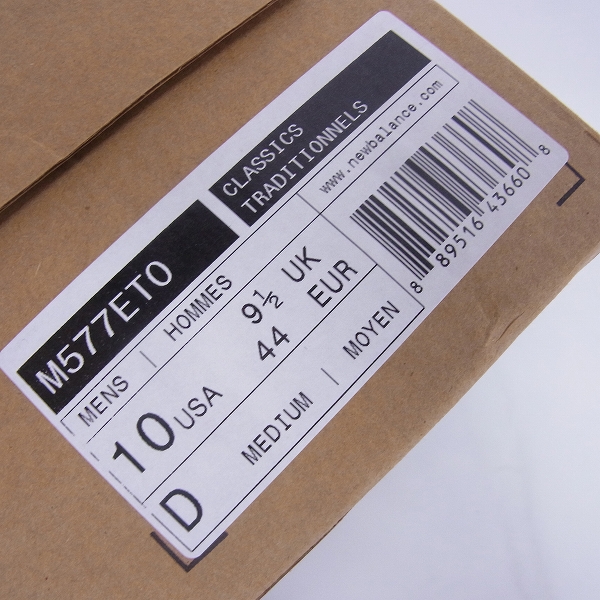 M577ETO
CLASSICS
TRADITIONNELS
MENS | HOMMES
www.newbalance.com
10 USA
9½ UK
44 EUR
D MEDIUM | MOYEN
8 89516 43660 8